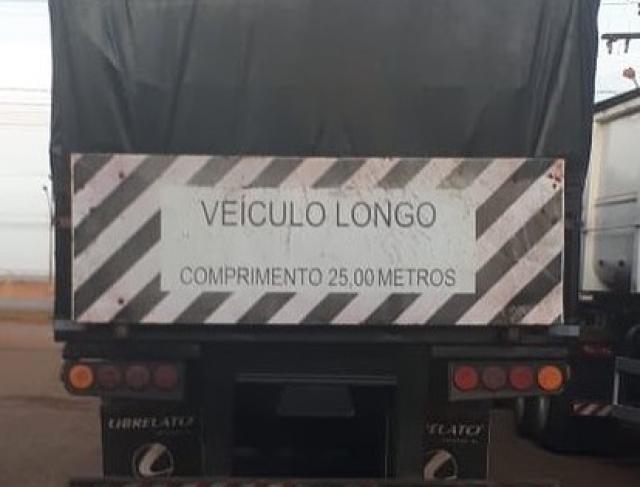 VEÍCULO LONGO
COMPRIMENTO 25,00 METROS
LIBRELATO